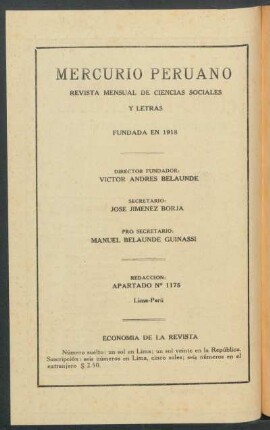 MERCURIO PERUANO
REVISTA MENSUAL DE CIENCIAS SOCIALES
Y LETRAS
FUNDADA EN 1918
DIRECTOR FUNDADOR:
VICTOR ANDRES BELAUNDE
SECRETARIO:
JOSE JIMENEZ BORJA
PRO SECRETARIO:
MANUEL BELAUNDE GUINASSI
REDACCION:
APARTADO Nº 1175
Lima-Perú
ECONOMIA DE LA REVISTA
Número suelto: un sol en Lima; un sol veinte en la República.
Suscripción: seis números en Lima, cinco soles; seis números en el
extranjero $ 2.50.